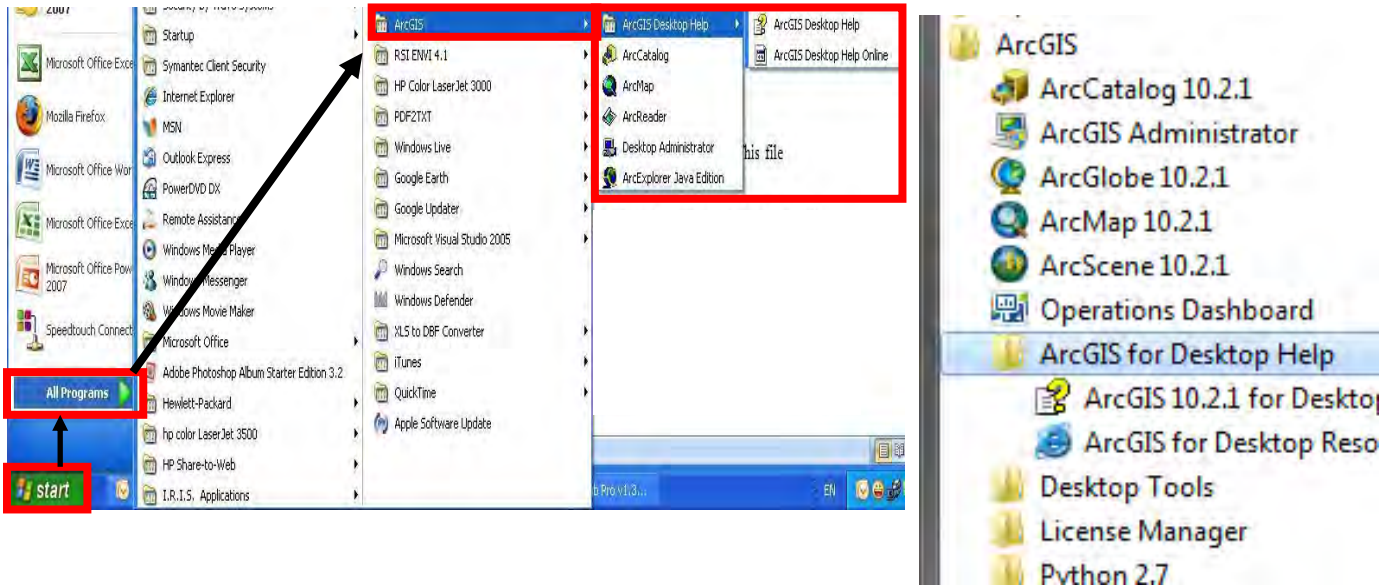 2007
Microsoft Office Exce
Mozilla Firefox
Microsoft Office Wor
Microsoft Office Exce
Microsoft Office Pow
2007
Speedtouch Connect
All Programs
start
Startup
Symantec Client Security
Internet Explorer
MSN
Outlook Express
PowerDVD DX
Remote Assistance
Windows Media Player
Windows Messenger
Windows Movie Maker
Microsoft Office
Adobe Photoshop Album Starter Edition 3.2
Hewlett-Packard
hp color LaserJet 3500
HP Share-to-Web
I.R.I.S. Applications
ArcGIS
RSI ENVI 4.1
HP Color LaserJet 3000
PDF2TXT
Windows Live
Google Earth
Google Updater
Microsoft Visual Studio 2005
Windows Search
Windows Defender
XLS to DBF Converter
iTunes
QuickTime
Apple Software Update
ArcGIS Desktop Help
ArcCatalog
ArcMap
ArcReader
Desktop Administrator
ArcExplorer Java Edition
ArcGIS Desktop Help
ArcGIS Desktop Help Online
his file
b Pro v1.3...
EN
ArcGIS
ArcCatalog 10.2.1
ArcGIS Administrator
ArcGlobe 10.2.1
ArcMap 10.2.1
ArcScene 10.2.1
Operations Dashboard
ArcGIS for Desktop Help
ArcGIS 10.2.1 for Desktop
ArcGIS for Desktop Reso
Desktop Tools
License Manager
Python 2.7